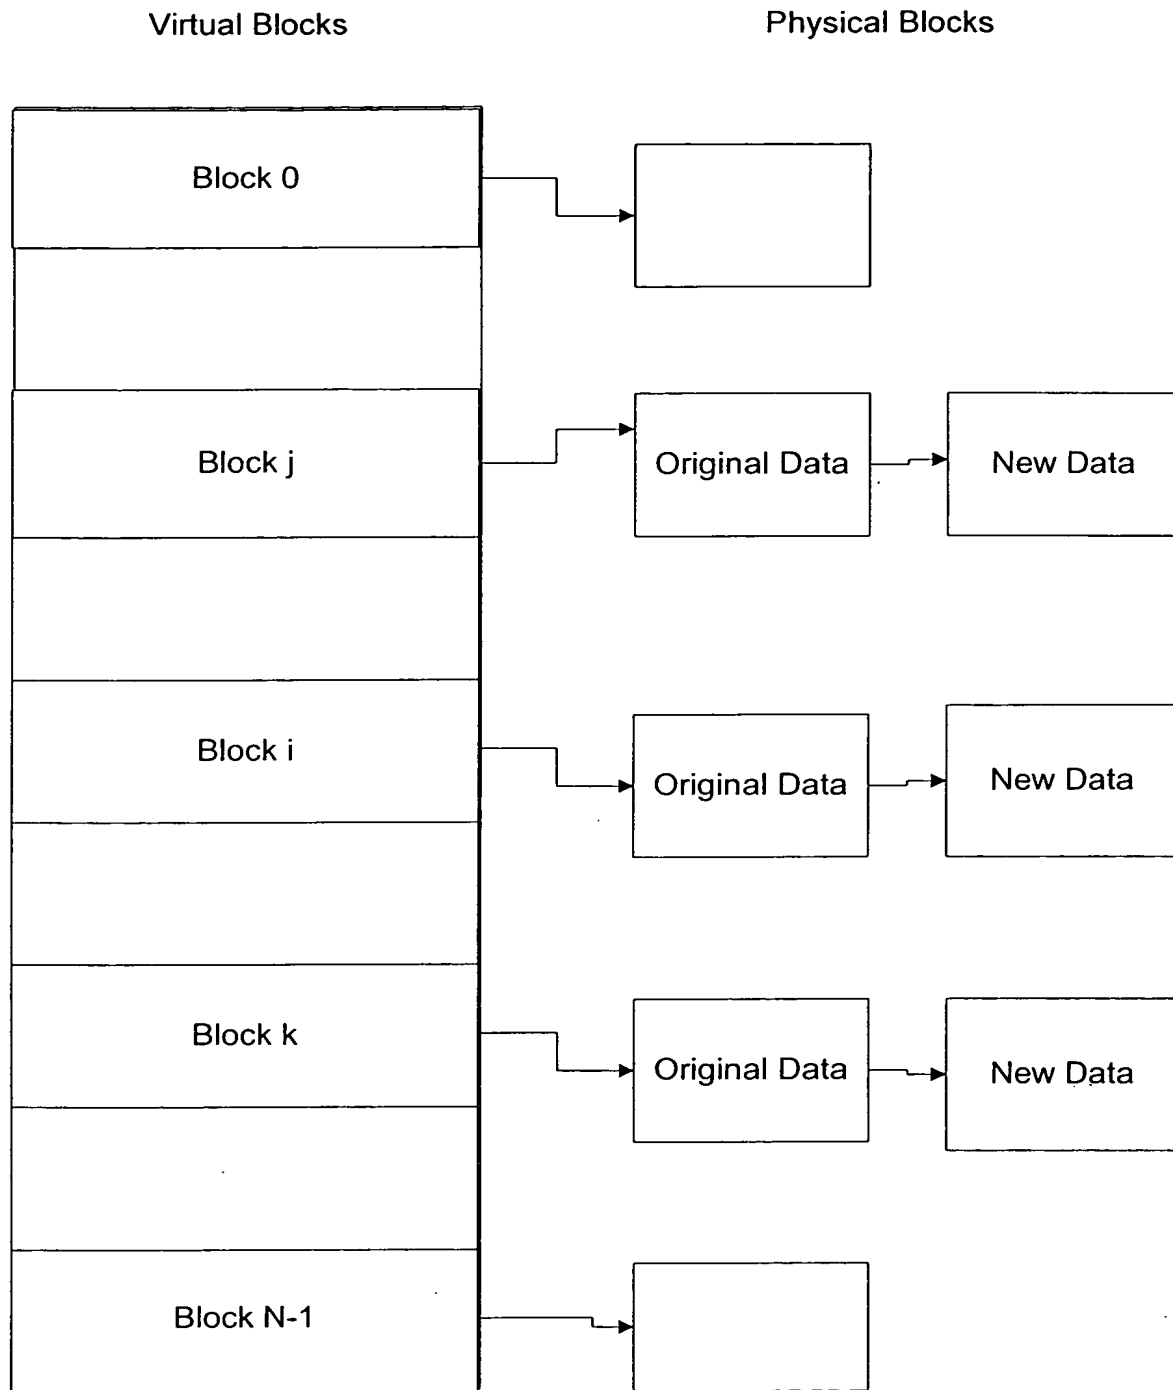 Virtual Blocks
Physical Blocks
Block 0
Block j
Original Data
New Data
Block i
Original Data
New Data
Block k
Original Data
New Data
Block N-1